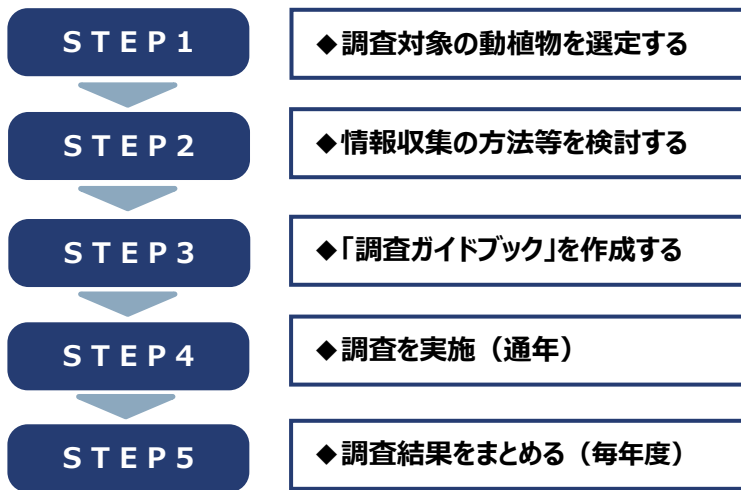 STEP1
◆調査対象の動植物を選定する
STEP2
◆情報収集の方法等を検討する
STEP3
◆「調査ガイドブック」を作成する
STEP4
◆調査を実施（通年）
STEP5
◆調査結果をまとめる（毎年度）